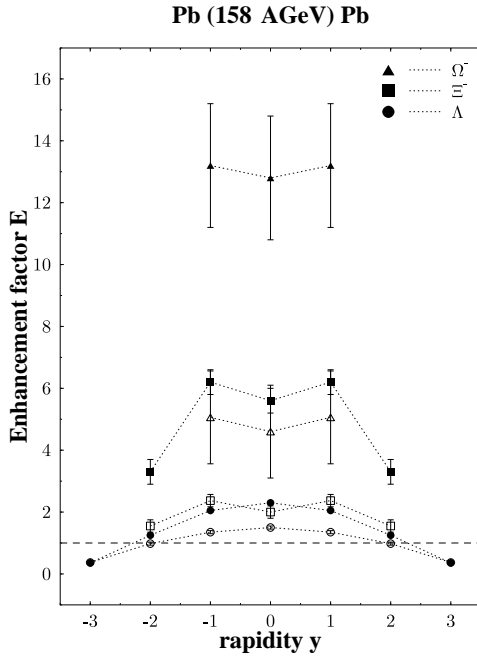 Pb (158 AGeV) Pb
Enhancement factor E
16
14
12
10
8
6
4
2
0
Ω⁻
Ξ⁻
Λ
-3 -2 -1 0 1 2 3
rapidity y